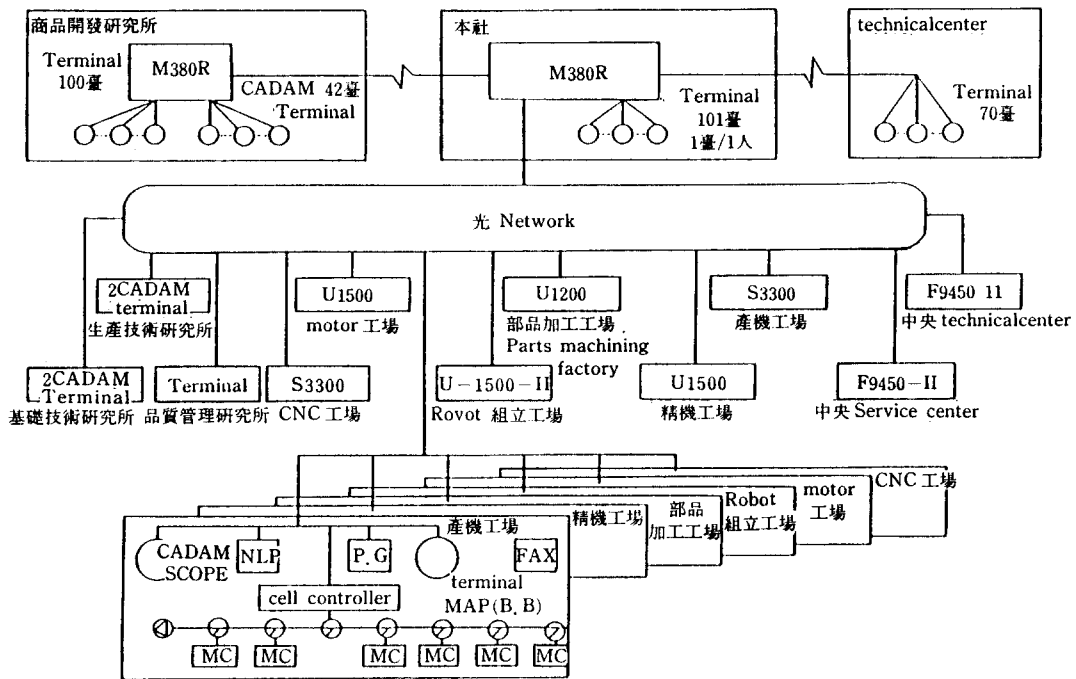 商品開發硏究所
Terminal
100臺
M380R
CADAM 42臺
Terminal
本社
M380R
Terminal
101臺
1臺/1人
technicalcenter
Terminal
70臺
光 Network
2CADAM
terminal
生產技術硏究所
U1500
motor 工場
U1200
部品加工工場
Parts machining
factory
S3300
產機工場
F9450 11
中央 technicalcenter
2CADAM
Terminal
基礎技術硏究所
Terminal
品質管理硏究所
S3300
CNC 工場
U-1500-II
Rovot 組立工場
U1500
精機工場
F9450-II
中央 Service center
CNC 工場
motor
工場
Robot
組立工場
部品
加工工場
精機工場
產機工場
CADAM
SCOPE
NLP
P.G
FAX
terminal
MAP(B.B)
cell controller
MC
MC
MC
MC
MC
MC